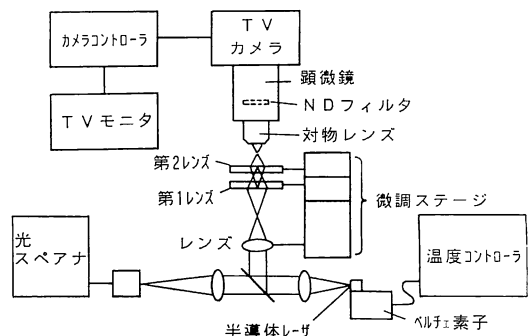 TV
カメラ
カメラコントローラ
TVモニタ
顕微鏡
NDフィルタ
対物レンズ
第2レンズ
第1レンズ
微調ステージ
レンズ
光
スペアナ
温度コントローラ
半導体レーザ
ペルチェ素子